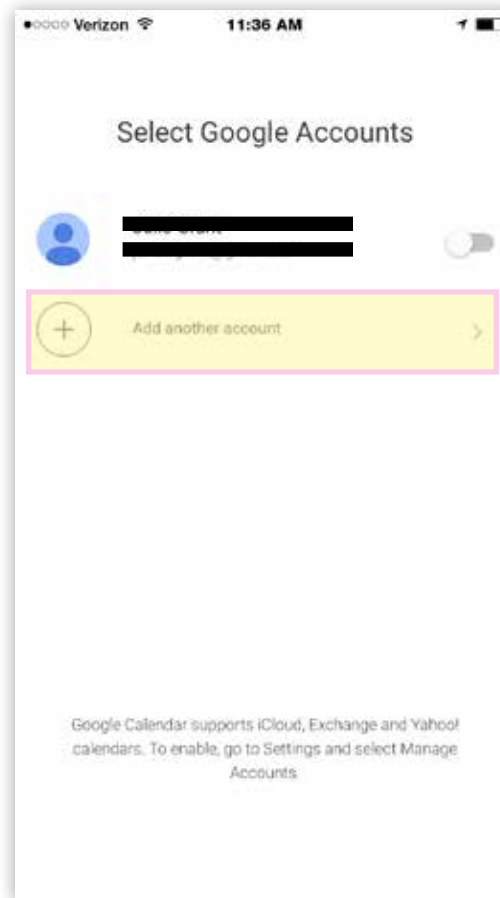 Verizon 11:36 AM
Select Google Accounts
Add another account
Google Calendar supports iCloud, Exchange and Yahoo!
calendars. To enable, go to Settings and select Manage
Accounts